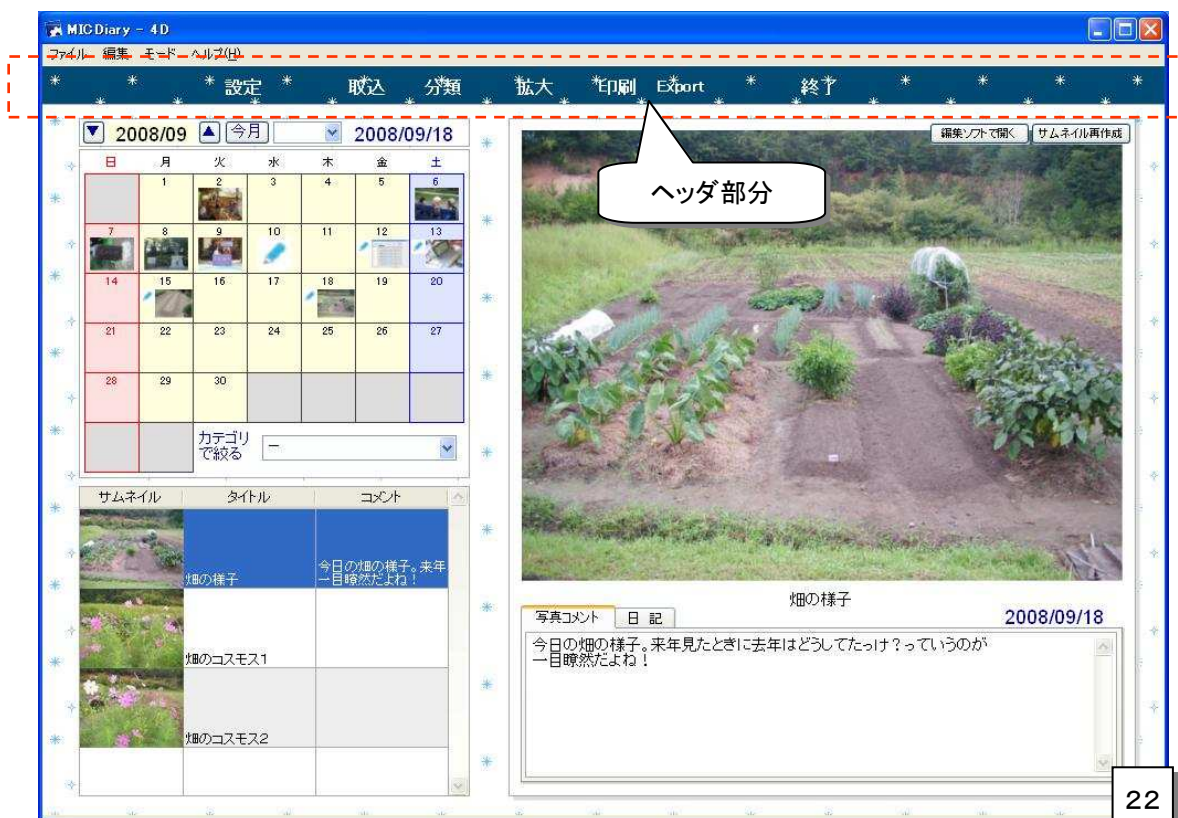 MIC Diary - 4D
ファイル 編集 モード ヘルプ(H)
設定 取込 分類 拡大 印刷 Export 終了
2008/09 今月 2008/09/18
編集ソフトで開く サムネイル再作成
ヘッダ部分
日 月 火 水 木 金 土
1 2 3 4 5 6
7 8 9 10 11 12 13
14 15 16 17 18 19 20
21 22 23 24 25 26 27
28 29 30
カテゴリ
で絞る
ー
サムネイル タイトル コメント
畑の様子
今日の畑の様子。来年
一目瞭然だよね！
畑のコスモス1
畑のコスモス2
畑の様子
写真コメント 日 記 2008/09/18
今日の畑の様子。来年見たときに去年はどうしてたっけ？っていうのが
一目瞭然だよね！
22